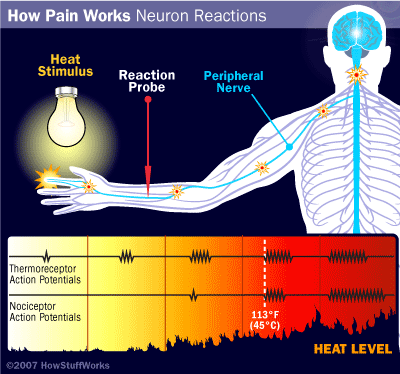 How Pain Works Neuron Reactions
Heat
Stimulus
Reaction
Probe
Peripheral
Nerve
Thermoreceptor
Action Potentials
Nociceptor
Action Potentials
113°F
(45°C)
HEAT LEVEL
©2007 HowStuffWorks